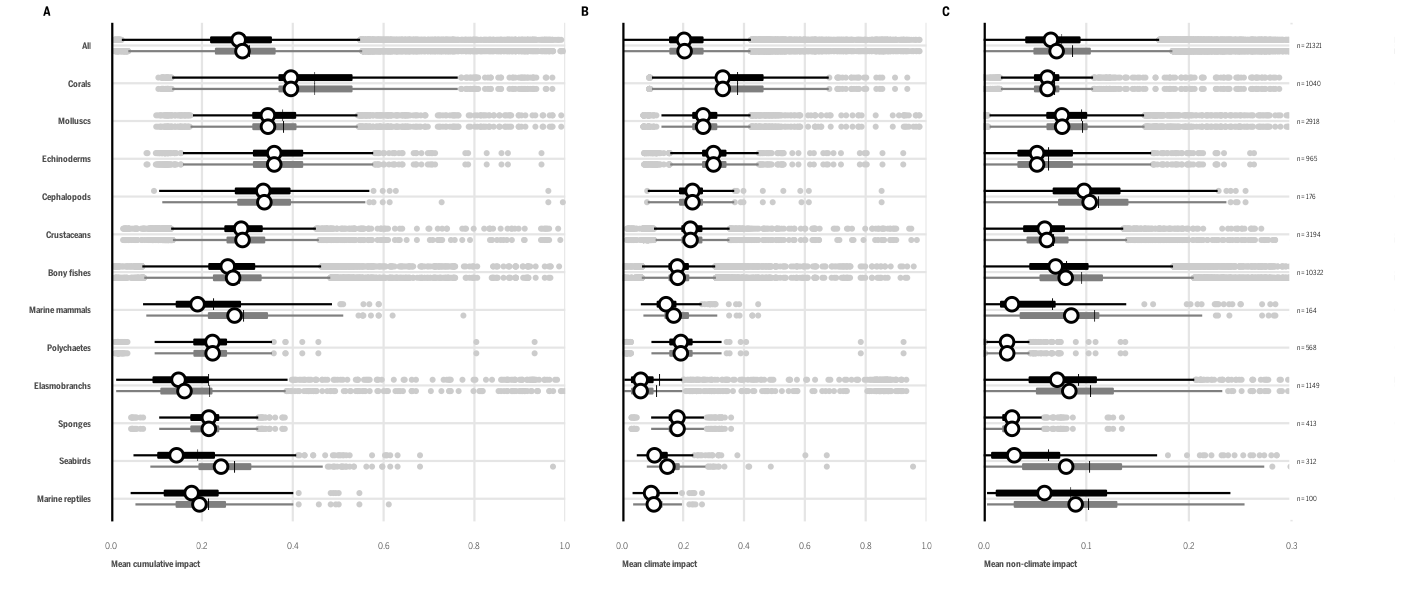 A B C
All n = 21321
Corals n = 1040
Molluscs n = 2918
Echinoderms n = 965
Cephalopods n = 176
Crustaceans n = 3194
Bony fishes n = 10322
Marine mammals n = 164
Polychaetes n = 568
Elasmobranchs n = 1149
Sponges n = 413
Seabirds n = 312
Marine reptiles n = 100
0.0 0.2 0.4 0.6 0.8 1.0 0.0 0.2 0.4 0.6 0.8 1.0 0.0 0.1 0.2 0.3
Mean cumulative impact Mean climate impact Mean non-climate impact